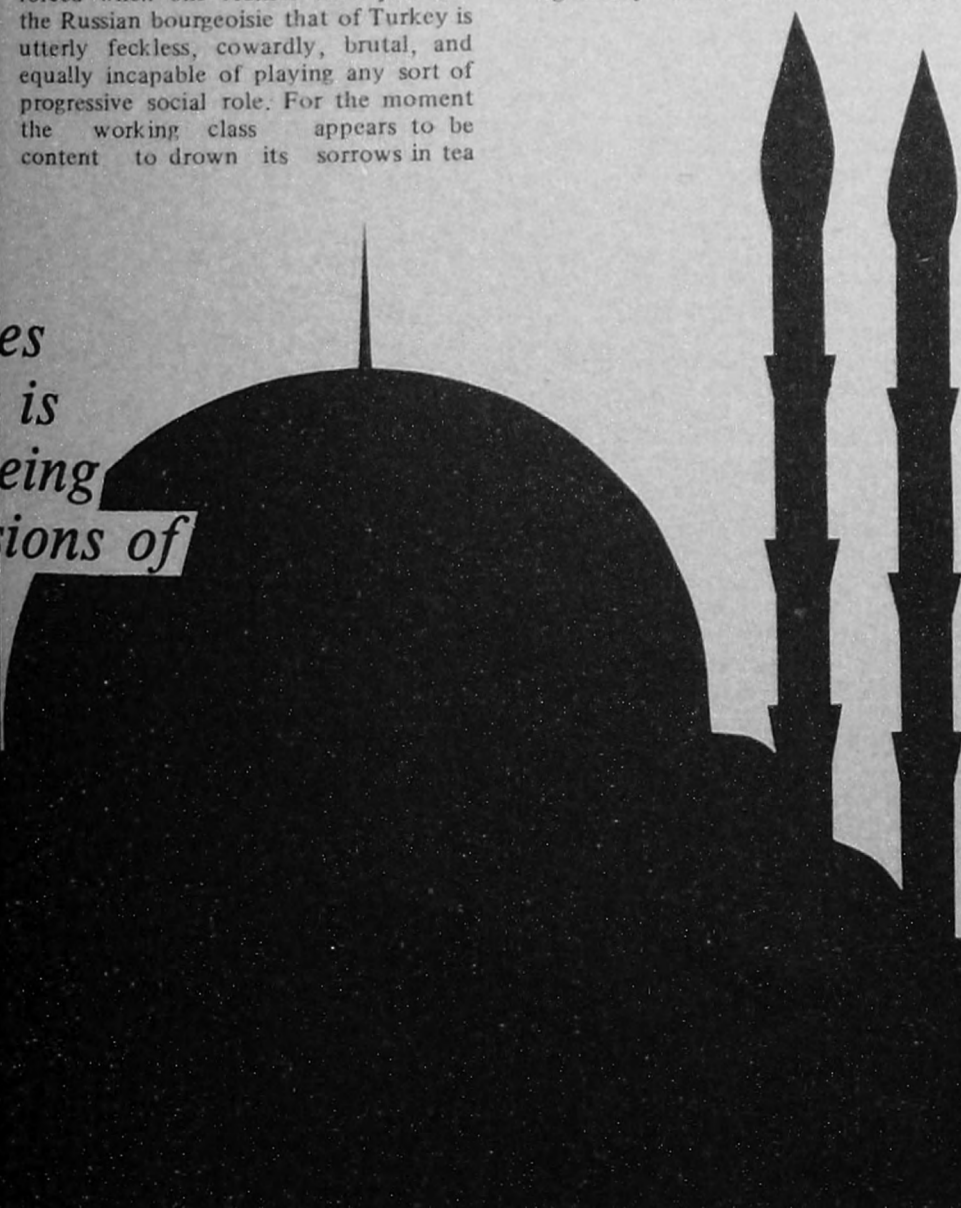 the Russian bourgeoisie that of Turkey is
utterly feckless, cowardly, brutal, and
equally incapable of playing any sort of
progressive social role. For the moment
the working class appears to be
content to drown its sorrows in tea
es
is
eing
sions of